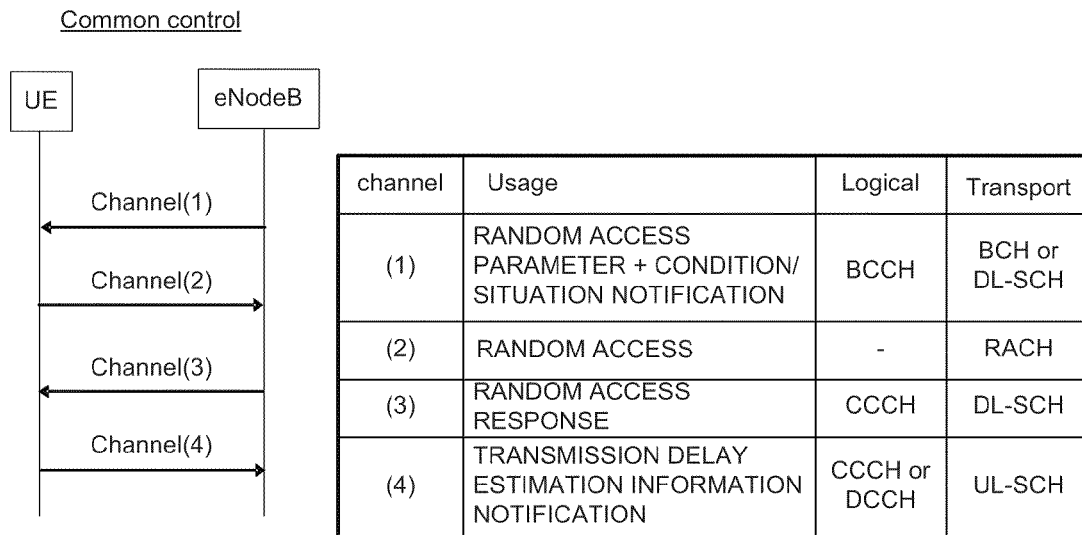 Common control
UE
eNodeB
Channel(1)
Channel(2)
Channel(3)
Channel(4)
channel
Usage
Logical
Transport
(1)
RANDOM ACCESS
PARAMETER + CONDITION/
SITUATION NOTIFICATION
BCCH
BCH or
DL-SCH
(2)
RANDOM ACCESS
-
RACH
(3)
RANDOM ACCESS
RESPONSE
CCCH
DL-SCH
(4)
TRANSMISSION DELAY
ESTIMATION INFORMATION
NOTIFICATION
CCCH or
DCCH
UL-SCH